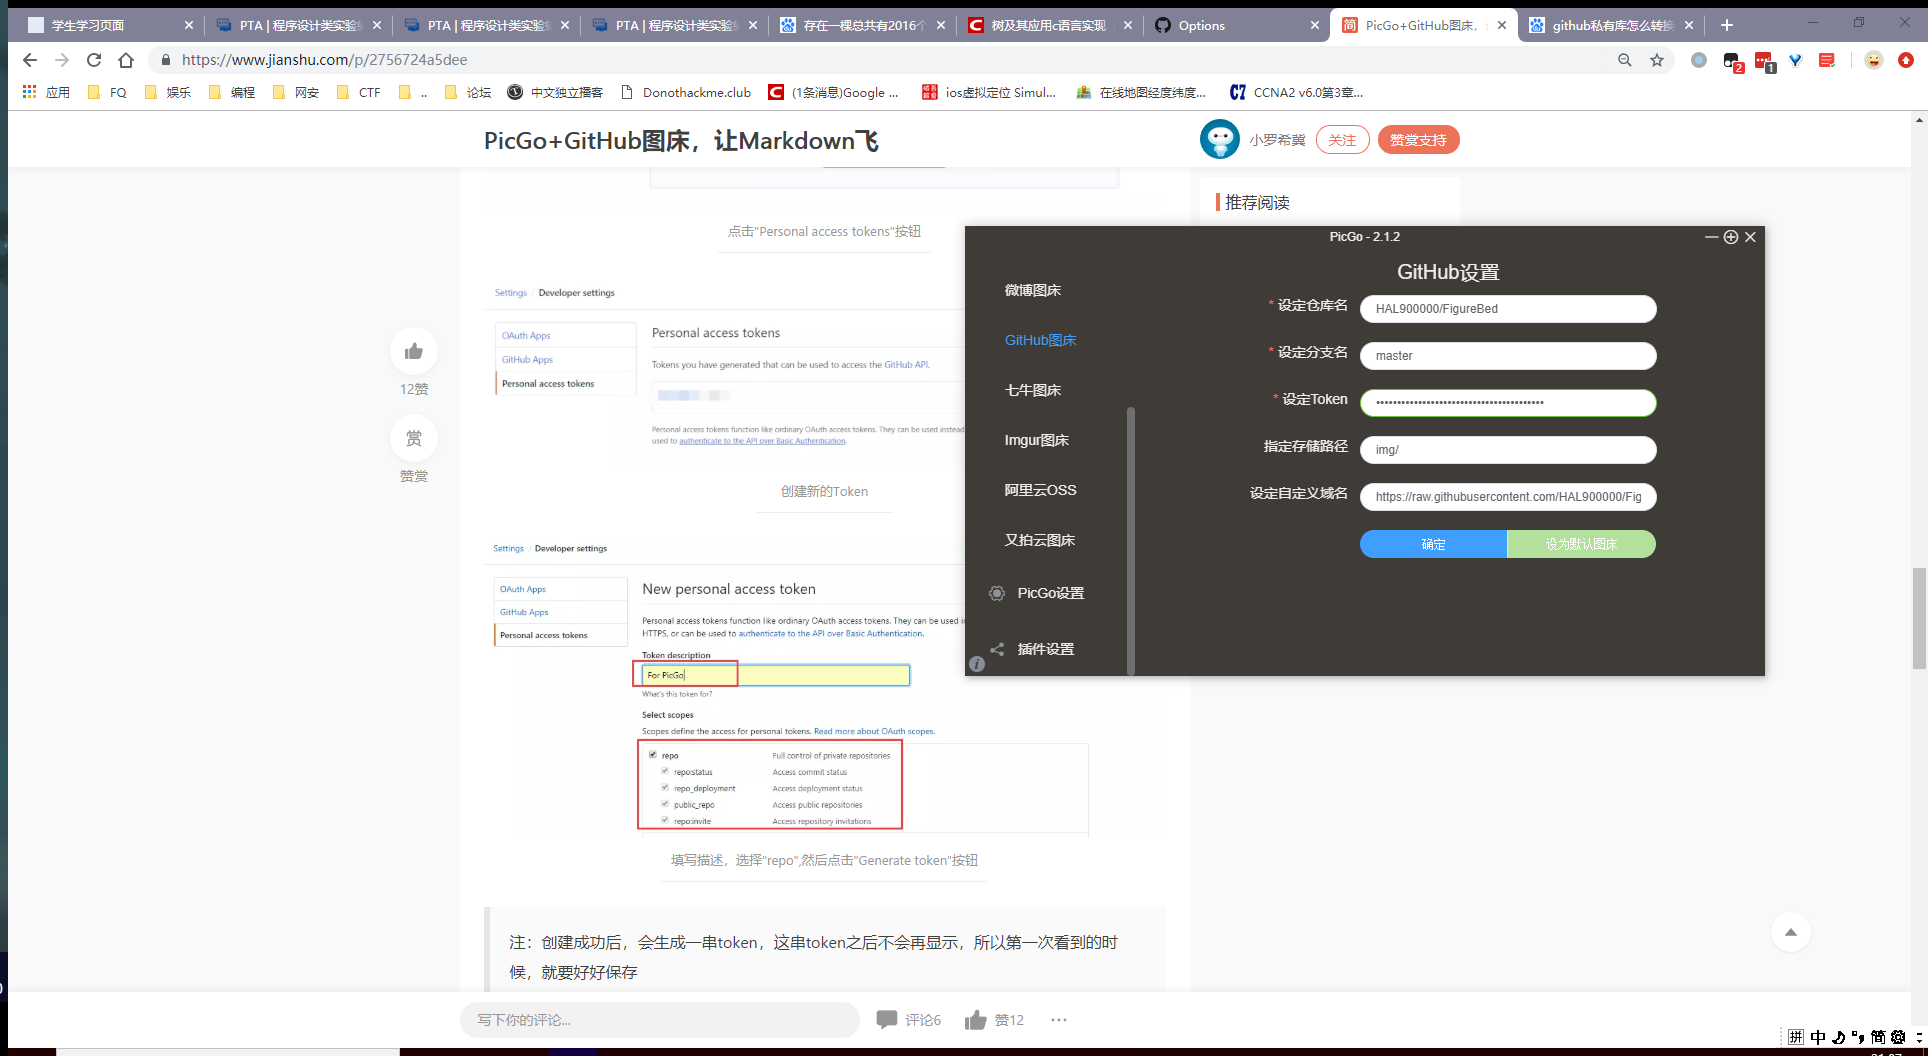 学生学习页面
PTA | 程序设计类实验
PTA | 程序设计类实验
PTA | 程序设计类实验
存在一棵总共有2016个
树及其应用c语言实现
Options
PicGo+GitHub图床，
github私有库怎么转换
https://www.jianshu.com/p/2756724a5dee
2
1
应用
FQ
娱乐
编程
网安
CTF
..
论坛
中文独立播客
Donothackme.club
(1条消息)Google ...
ios虚拟定位 Simul...
在线地图经度纬度...
CCNA2 v6.0第3章...
PicGo+GitHub图床，让Markdown飞
小罗希冀
关注
赞赏支持
推荐阅读
点击"Personal access tokens"按钮
Settings / Developer settings
OAuth Apps
GitHub Apps
Personal access tokens
Personal access tokens
Tokens you have generated that can be used to access the GitHub API.
Personal access tokens function like ordinary OAuth access tokens. They can be used instead
used to authenticate to the API over Basic Authentication.
创建新的Token
12赞
赏
赞赏
Settings / Developer settings
OAuth Apps
GitHub Apps
Personal access tokens
New personal access token
Personal access tokens function like ordinary OAuth access tokens. They can be used i
HTTPS, or can be used to authenticate to the API over Basic Authentication.
Token description
For PicGo
What's this token for?
Select scopes
Scopes define the access for personal tokens. Read more about OAuth scopes.
repo Full control of private repositories
repo:status Access commit status
repo_deployment Access deployment status
public_repo Access public repositories
repo:invite Access repository invitations
填写描述，选择"repo",然后点击"Generate token"按钮
注：创建成功后，会生成一串token，这串token之后不会再显示，所以第一次看到的时
候，就要好好保存
写下你的评论...
评论6
赞12
PicGo - 2.1.2
微博图床
GitHub图床
七牛图床
Imgur图床
阿里云OSS
又拍云图床
PicGo设置
插件设置
GitHub设置
* 设定仓库名 HAL900000/FigureBed
* 设定分支名 master
* 设定Token ••••••••••••••••••••••••••••••••••••••••
指定存储路径 img/
设定自定义域名 https://raw.githubusercontent.com/HAL900000/Fig
确定
设为默认图床
拼 中 简